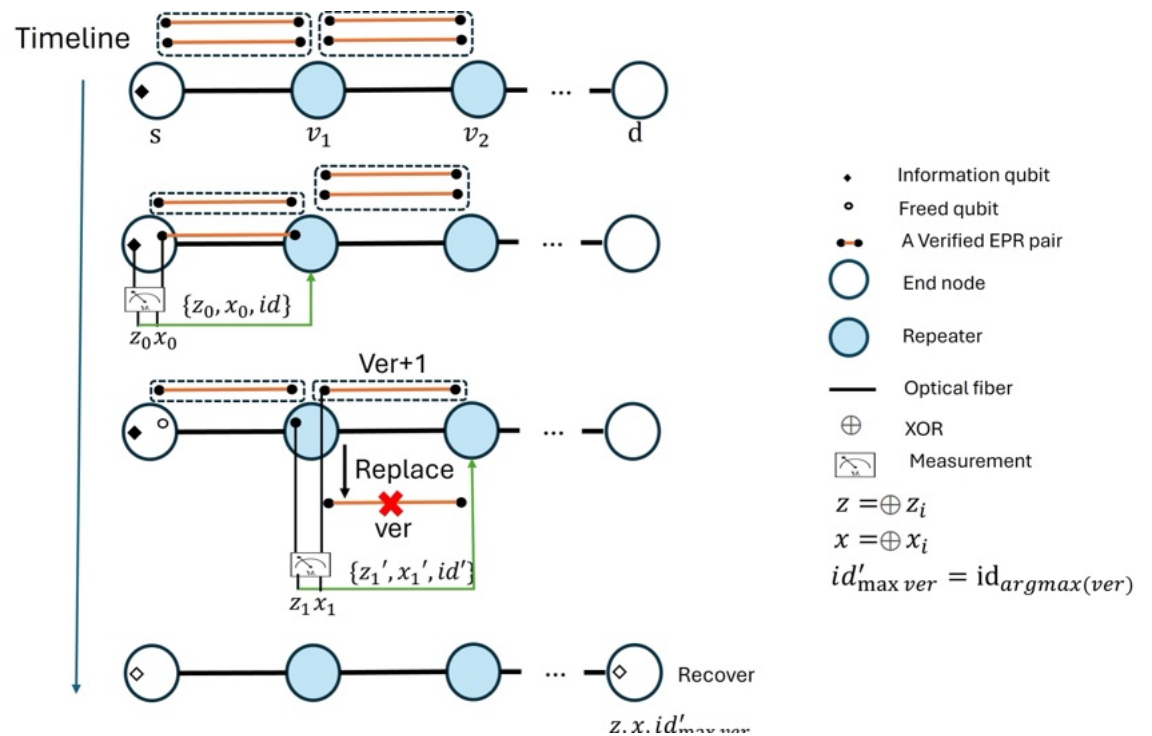 Timeline
s
v₁
v₂
...
d
{z₀, x₀, id}
z₀ x₀
...
Ver+1
...
Replace
ver
{z₁′, x₁′, id′}
z₁ x₁
...
Recover
z, x, id′max ver
Information qubit
Freed qubit
A Verified EPR pair
End node
Repeater
Optical fiber
⊕ XOR
Measurement
z =⊕ zᵢ
x =⊕ xᵢ
id′max ver = id argmax(ver)